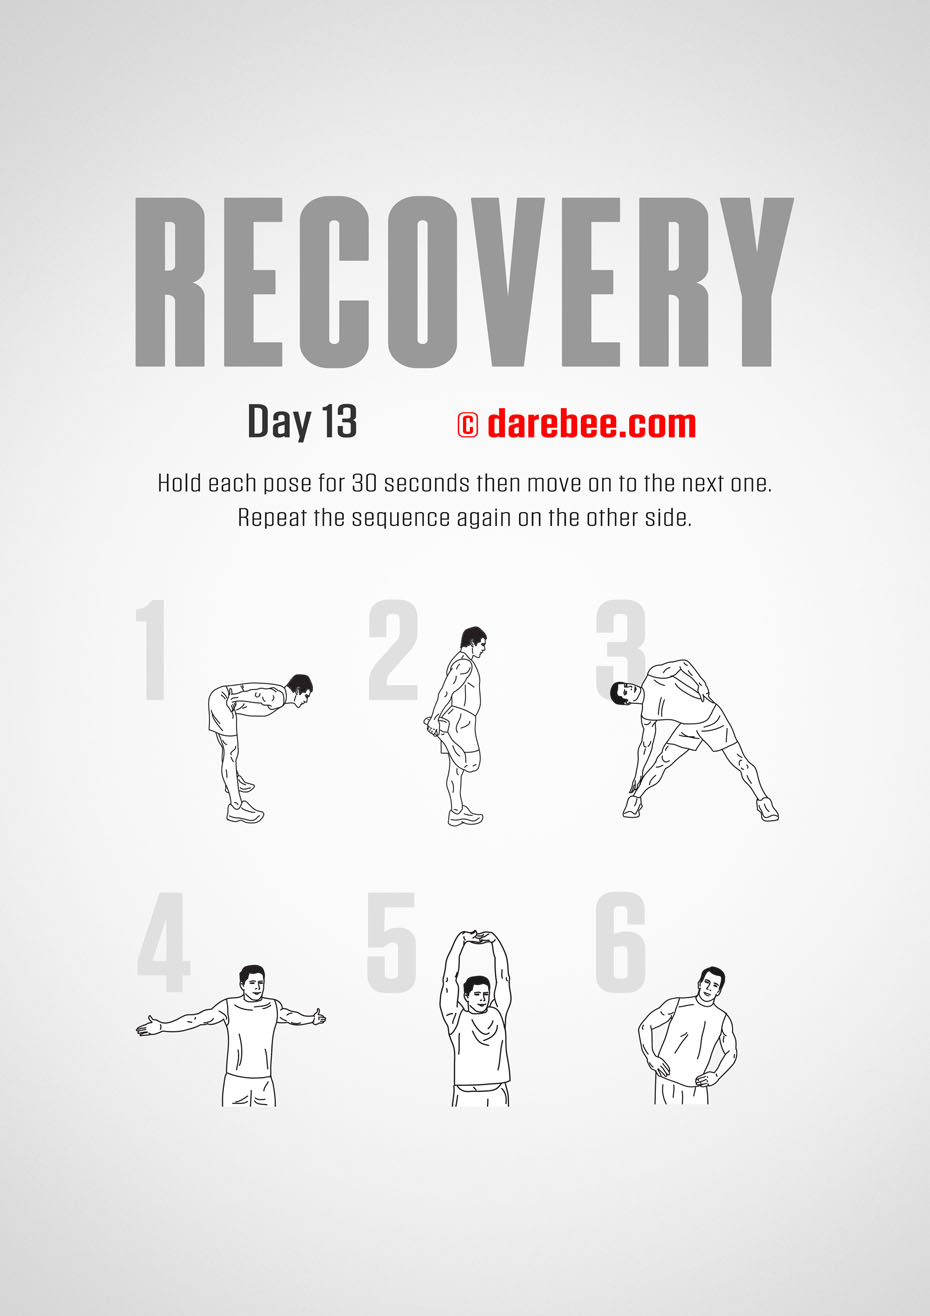 RECOVERY
Day 13 © darebee.com
Hold each pose for 30 seconds then move on to the next one.
Repeat the sequence again on the other side.
1 2 3
4 5 6